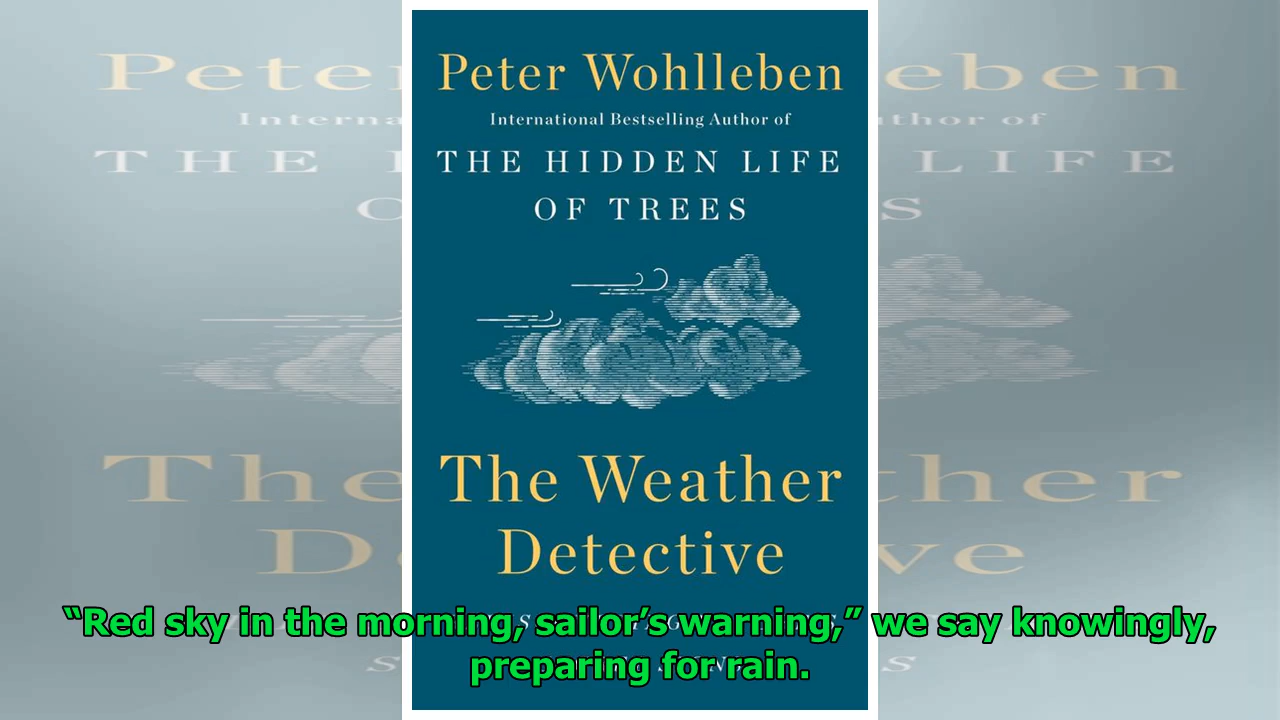 Peter Wohlleben
International Bestselling Author of
THE HIDDEN LIFE
OF TREES
The Weather
Detective
“Red sky in the morning, sailor’s warning,” we say knowingly,
preparing for rain.